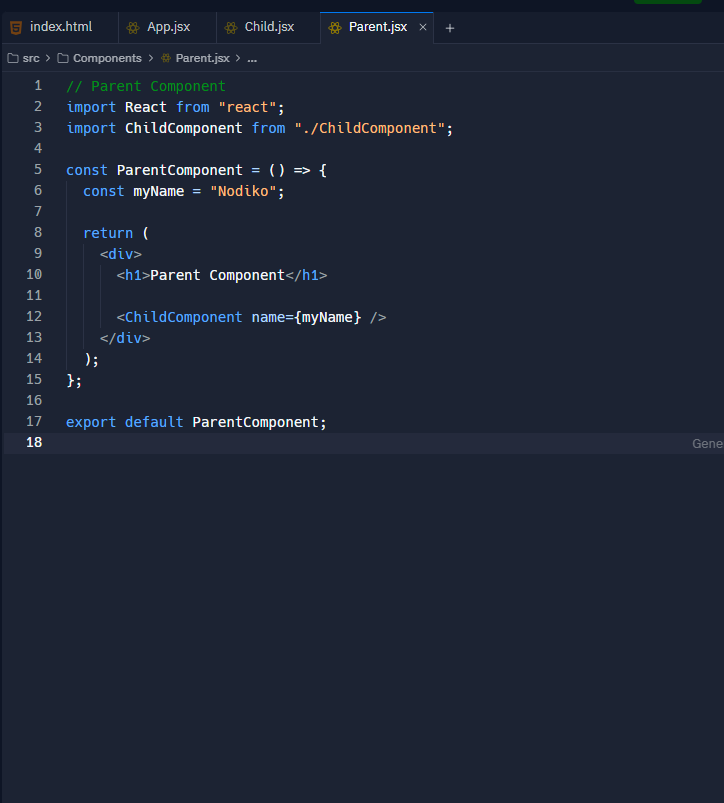 index.html App.jsx Child.jsx Parent.jsx × +
src > Components > Parent.jsx > ...
1 // Parent Component
2 import React from "react";
3 import ChildComponent from "./ChildComponent";
4
5 const ParentComponent = () => {
6   const myName = "Nodiko";
7
8   return (
9     <div>
10       <h1>Parent Component</h1>
11
12       <ChildComponent name={myName} />
13     </div>
14   );
15 };
16
17 export default ParentComponent;
18 Gene